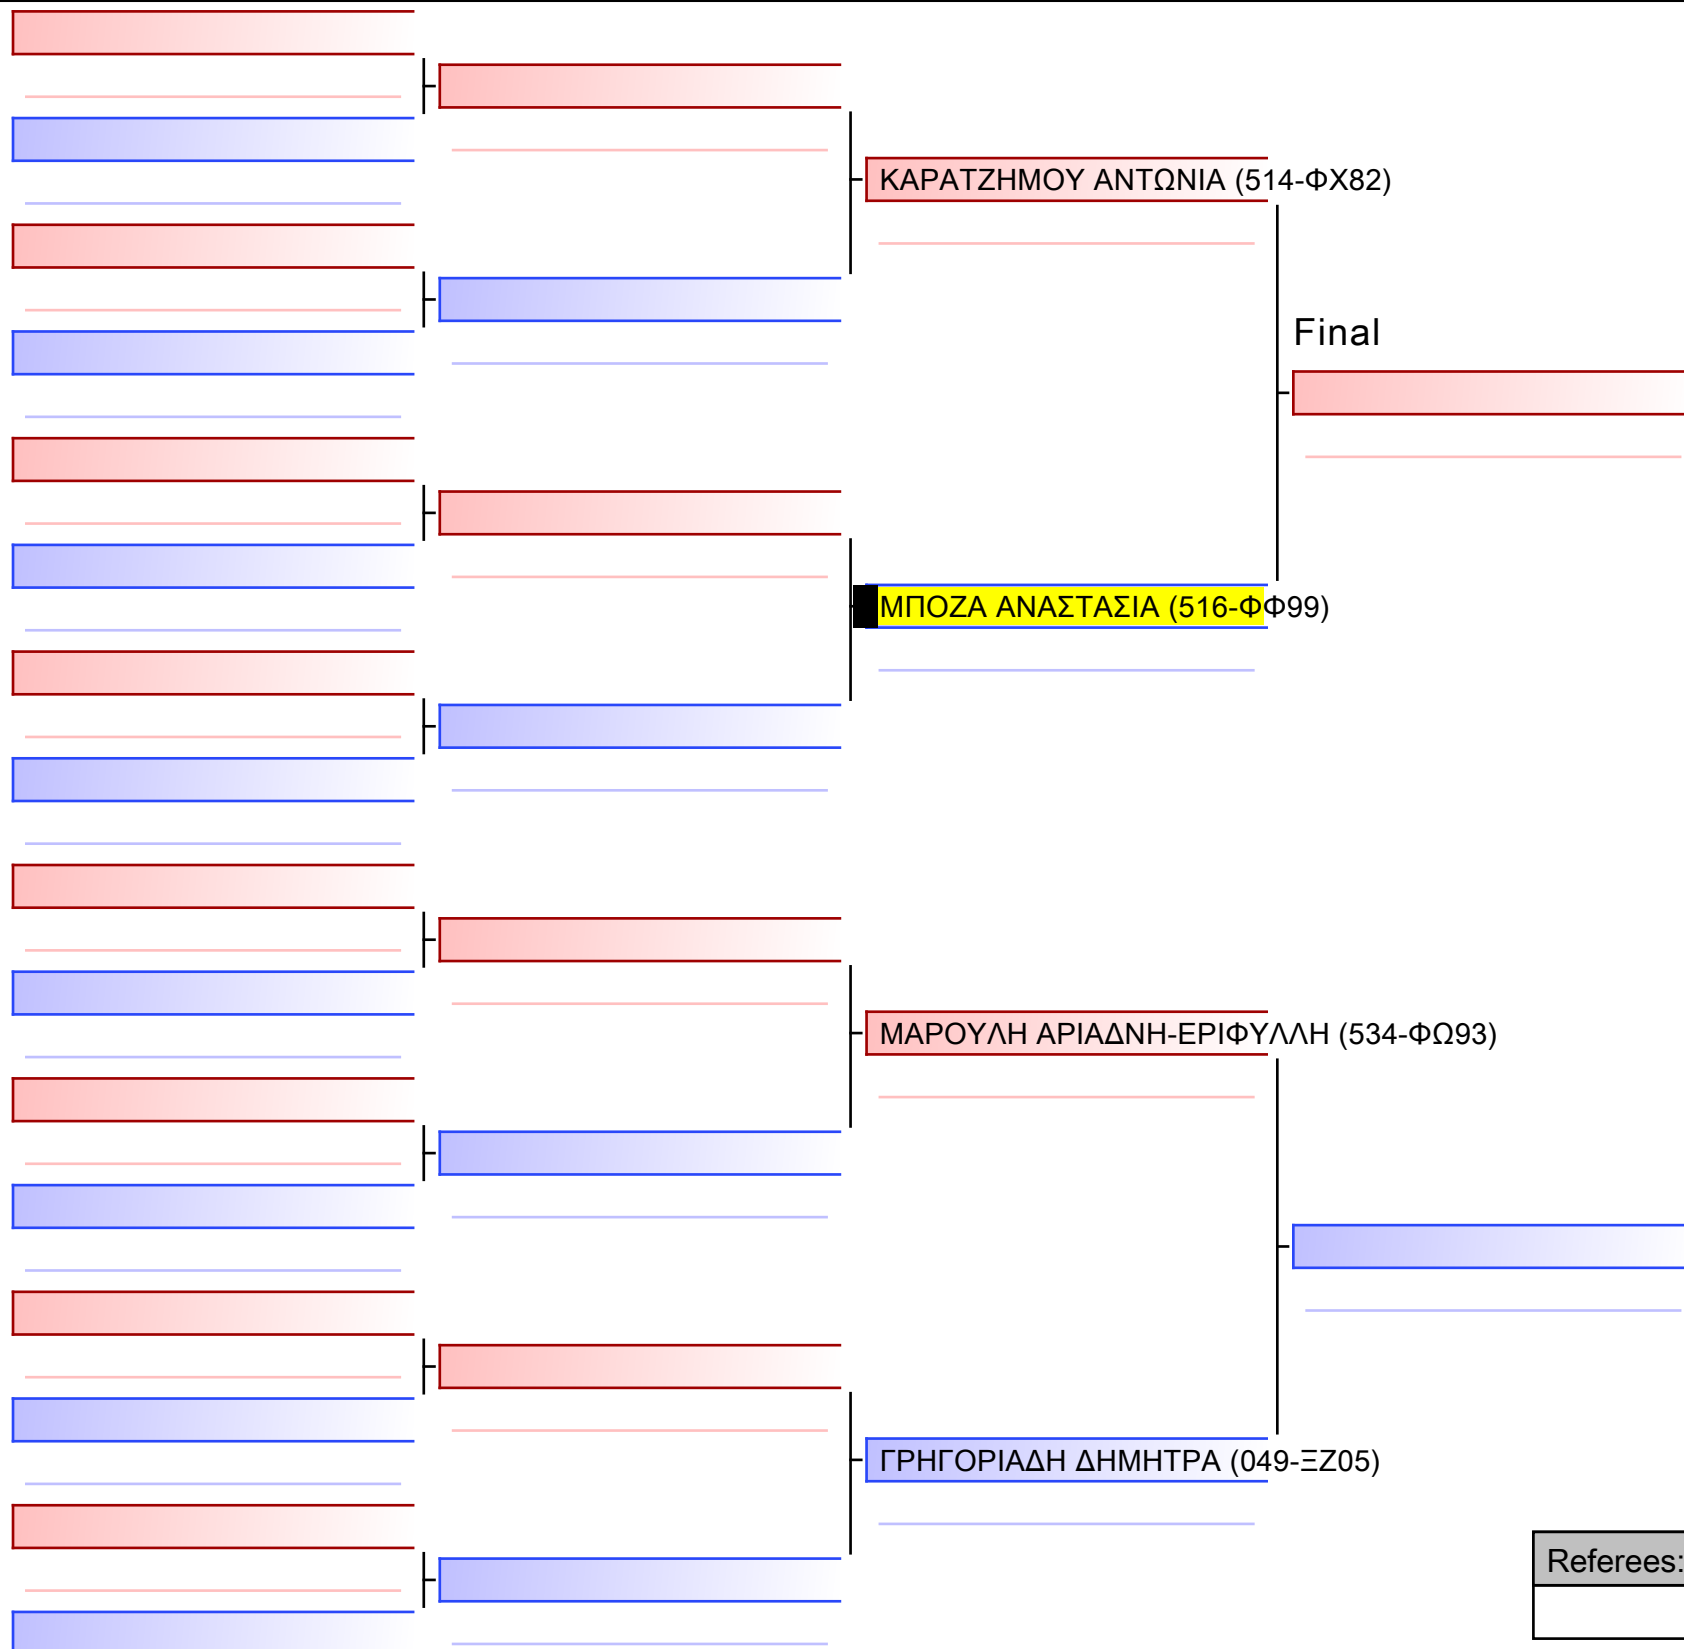 ΚΑΡΑΤΖΗΜΟΥ ΑΝΤΩΝΙΑ (514-ΦΧ82)
Final
ΜΠΟΖΑ ΑΝΑΣΤΑΣΙΑ (516-ΦΦ99)
ΜΑΡΟΥΛΗ ΑΡΙΑΔΝΗ-ΕΡΙΦΥΛΛΗ (534-ΦΩ93)
ΓΡΗΓΟΡΙΑΔΗ ΔΗΜΗΤΡΑ (049-ΞΖ05)
Referees: